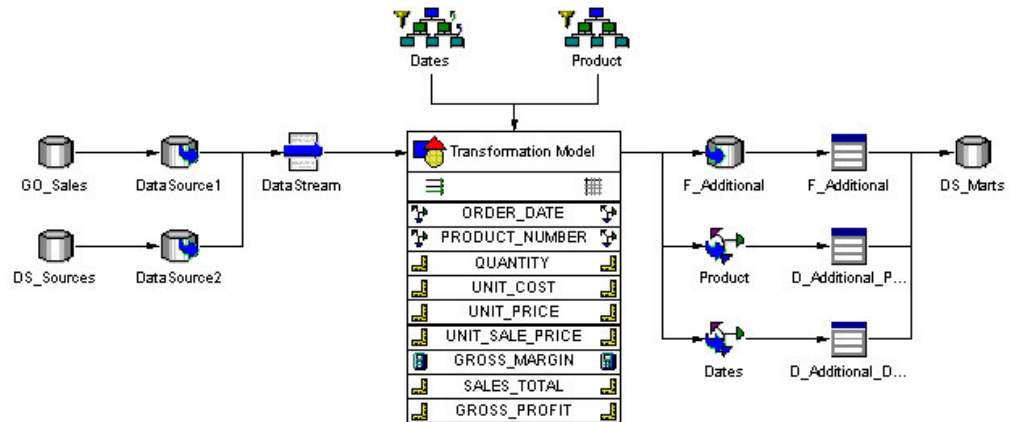 Dates
Product
GO_Sales
DataSource1
DataStream
Transformation Model
F_Additional
F_Additional
DS_Marts
DS_Sources
DataSource2
ORDER_DATE
PRODUCT_NUMBER
QUANTITY
UNIT_COST
UNIT_PRICE
UNIT_SALE_PRICE
GROSS_MARGIN
SALES_TOTAL
GROSS_PROFIT
Product
D_Additional_P...
Dates
D_Additional_D...